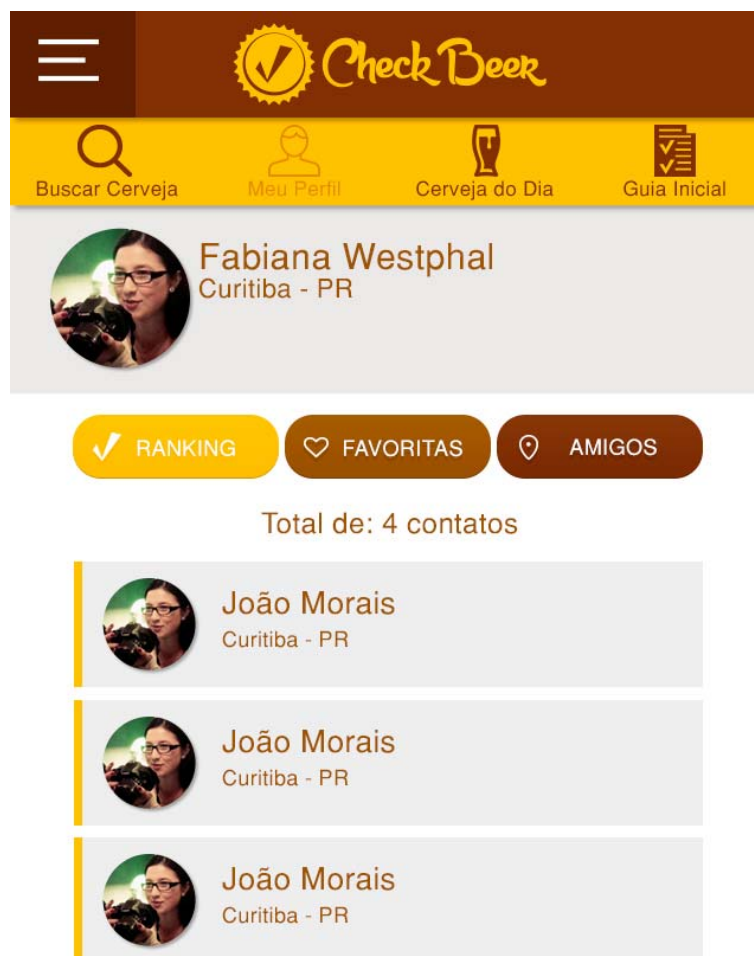 Check Beer
Buscar Cerveja Meu Perfil Cerveja do Dia Guia Inicial
Fabiana Westphal
Curitiba - PR
RANKING FAVORITAS AMIGOS
Total de: 4 contatos
João Morais
Curitiba - PR
João Morais
Curitiba - PR
João Morais
Curitiba - PR